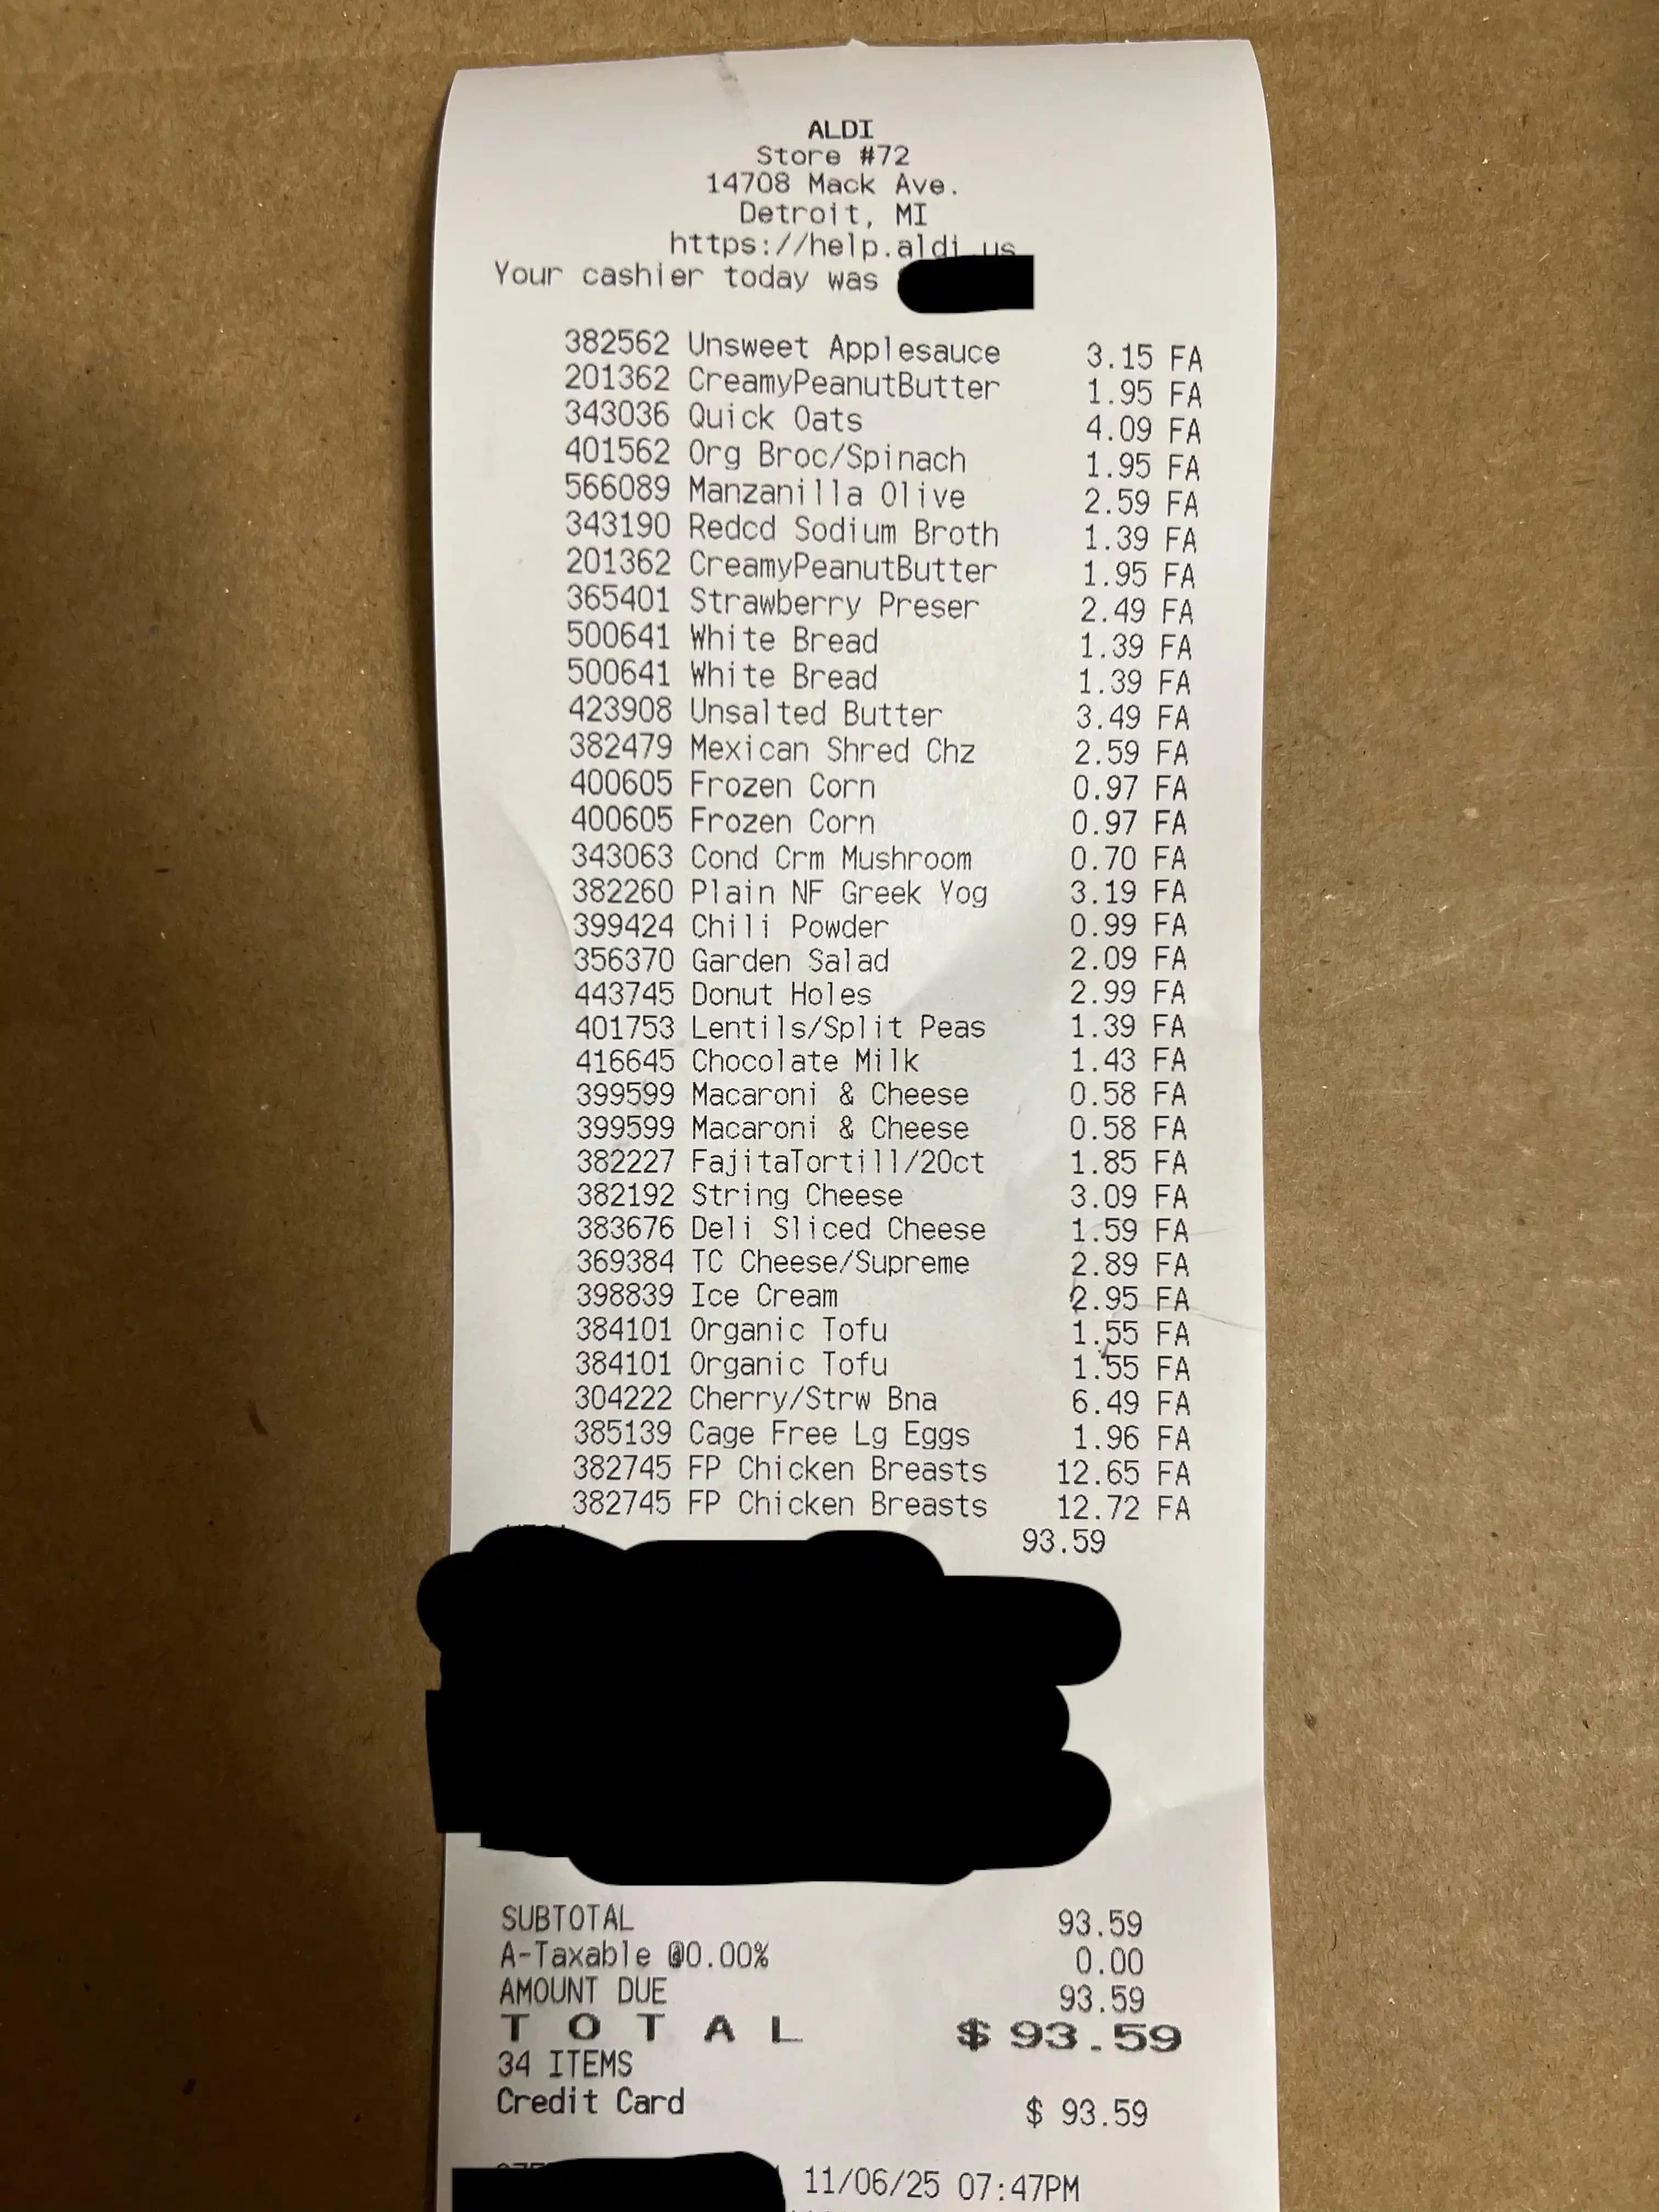 ALDI
Store #72
14708 Mack Ave.
Detroit, MI
https://help.aldi.us
Your cashier today was
382562 Unsweet Applesauce 3.15 FA
201362 CreamyPeanutButter 1.95 FA
343036 Quick Oats 4.09 FA
401562 Org Broc/Spinach 1.95 FA
566089 Manzanilla Olive 2.59 FA
343190 Redcd Sodium Broth 1.39 FA
201362 CreamyPeanutButter 1.95 FA
365401 Strawberry Preser 2.49 FA
500641 White Bread 1.39 FA
500641 White Bread 1.39 FA
423908 Unsalted Butter 3.49 FA
382479 Mexican Shred Chz 2.59 FA
400605 Frozen Corn 0.97 FA
400605 Frozen Corn 0.97 FA
343063 Cond Crm Mushroom 0.70 FA
382260 Plain NF Greek Yog 3.19 FA
399424 Chili Powder 0.99 FA
356370 Garden Salad 2.09 FA
443745 Donut Holes 2.99 FA
401753 Lentils/Split Peas 1.39 FA
416645 Chocolate Milk 1.43 FA
399599 Macaroni & Cheese 0.58 FA
399599 Macaroni & Cheese 0.58 FA
382227 FajitaTortill/20ct 1.85 FA
382192 String Cheese 3.09 FA
383676 Deli Sliced Cheese 1.59 FA
369384 TC Cheese/Supreme 2.89 FA
398839 Ice Cream 2.95 FA
384101 Organic Tofu 1.55 FA
384101 Organic Tofu 1.55 FA
304222 Cherry/Strw Bna 6.49 FA
385139 Cage Free Lg Eggs 1.96 FA
382745 FP Chicken Breasts 12.65 FA
382745 FP Chicken Breasts 12.72 FA
93.59
SUBTOTAL 93.59
A-Taxable @0.00% 0.00
AMOUNT DUE 93.59
T O T A L $ 93.59
34 ITEMS
Credit Card $ 93.59
11/06/25 07:47PM